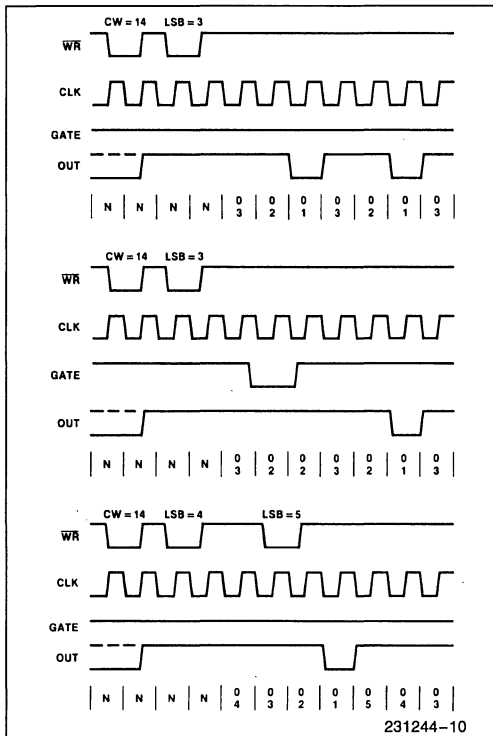 CW = 14 LSB = 3
WR
CLK
GATE
OUT
N N N N 0 0 0 0 0 0 0
3 2 1 3 2 1 3
CW = 14 LSB = 3
WR
CLK
GATE
OUT
N N N N 0 0 0 0 0 0 0
3 2 2 3 2 1 3
CW = 14 LSB = 4 LSB = 5
WR
CLK
GATE
OUT
N N N N 0 0 0 0 0 0 0
4 3 2 1 5 4 3
231244-10